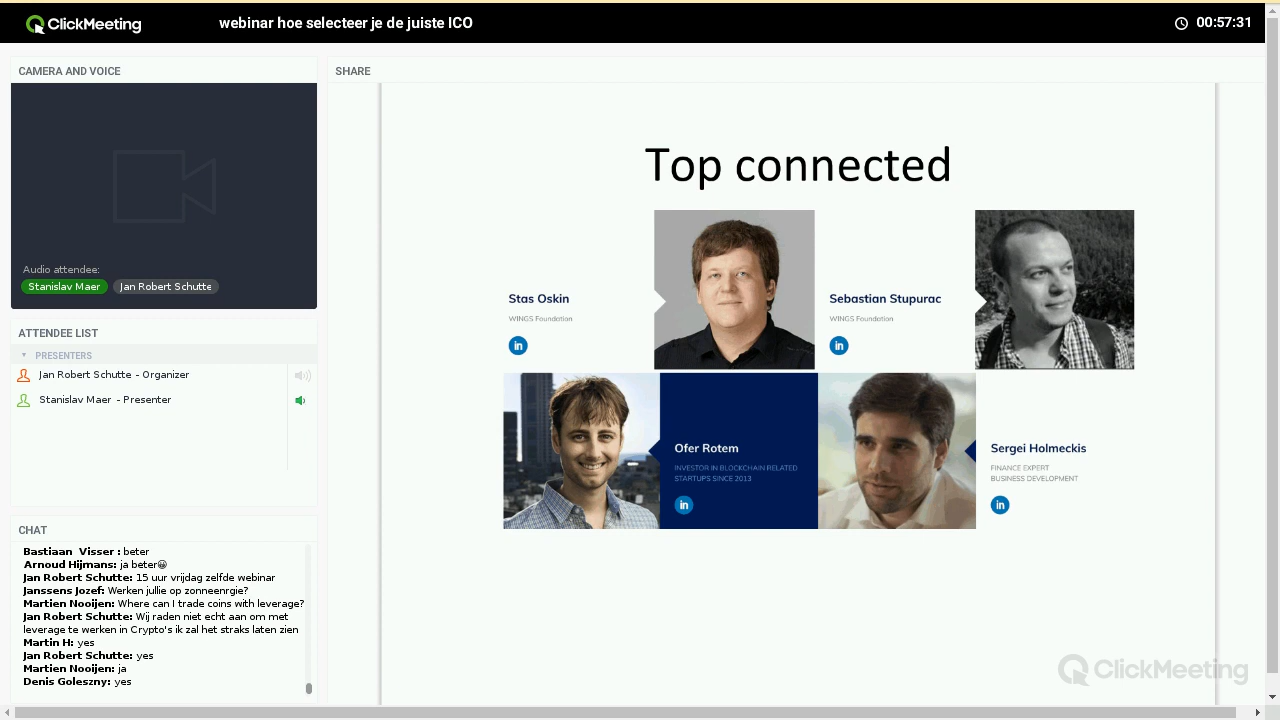 ClickMeeting
webinar hoe selecteer je de juiste ICO
00:57:31
CAMERA AND VOICE
Audio attendee:
Stanislav Maer
Jan Robert Schutte
ATTENDEE LIST
PRESENTERS
Jan Robert Schutte - Organizer
Stanislav Maer - Presenter
CHAT
Bastiaan Visser : beter
Arnoud Hijmans: ja beter😀
Jan Robert Schutte: 15 uur vrijdag zelfde webinar
Janssens Jozef: Werken jullie op zonneenrgie?
Martien Nooijen: Where can I trade coins with leverage?
Jan Robert Schutte: Wij raden niet echt aan om met
leverage te werken in Crypto's ik zal het straks laten zien
Martin H: yes
Jan Robert Schutte: yes
Martien Nooijen: ja
Denis Goleszny: yes
SHARE
Top connected
Stas Oskin
WINGS Foundation
in
Sebastian Stupurac
WINGS Foundation
in
Ofer Rotem
INVESTOR IN BLOCKCHAIN RELATED
STARTUPS SINCE 2013
in
Sergei Holmeckis
FINANCE EXPERT
BUSINESS DEVELOPMENT
in
ClickMeeting